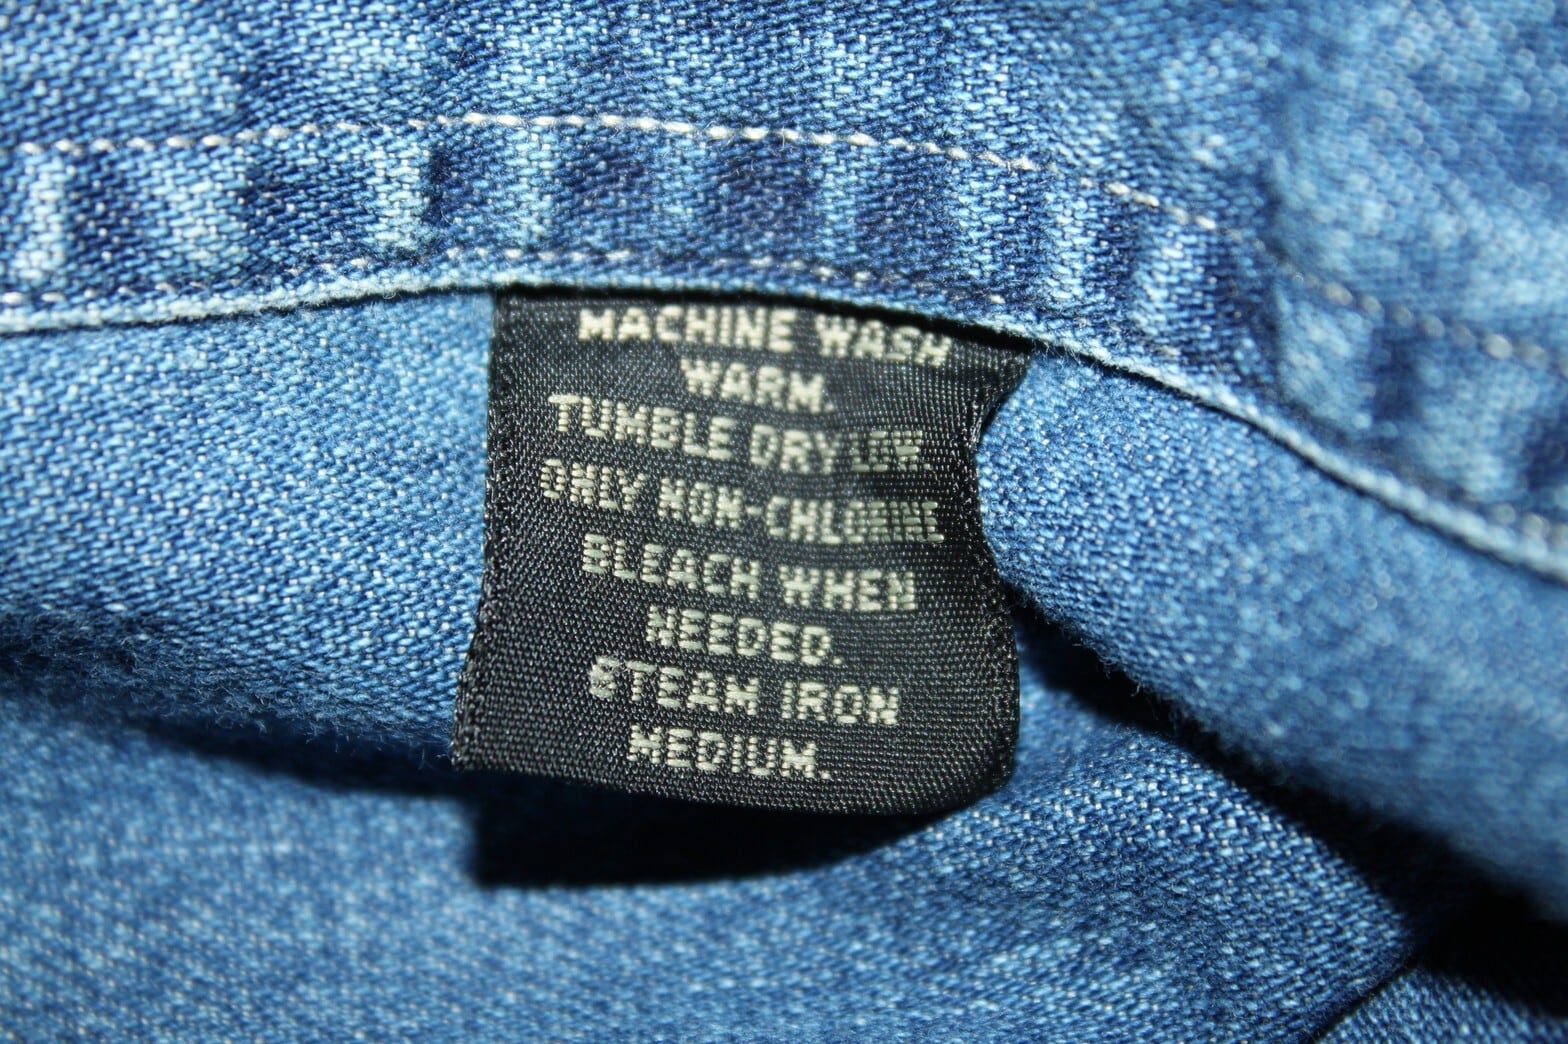 MACHINE WASH
WARM.
TUMBLE DRY LOW.
ONLY NON-CHLORINE
BLEACH WHEN
NEEDED.
STEAM IRON
MEDIUM.